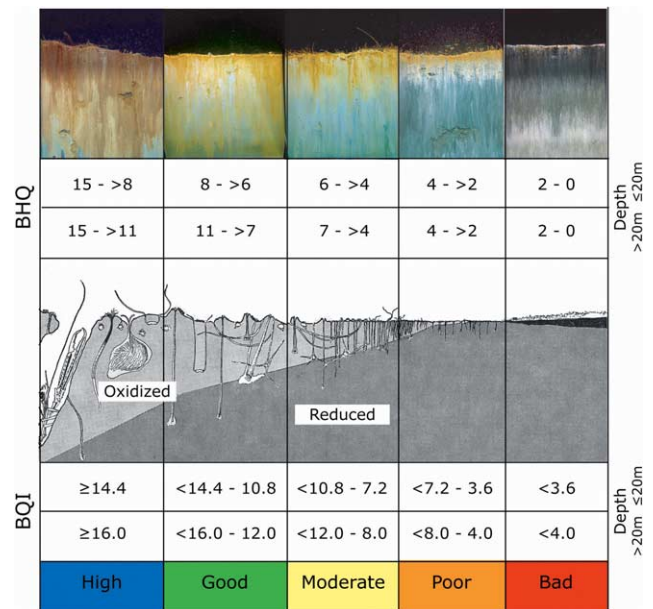 BHQ
15 - >8 8 - >6 6 - >4 4 - >2 2 - 0
15 - >11 11 - >7 7 - >4 4 - >2 2 - 0
Depth
>20m ≤20m
Oxidized
Reduced
BQI
≥14.4 <14.4 - 10.8 <10.8 - 7.2 <7.2 - 3.6 <3.6
≥16.0 <16.0 - 12.0 <12.0 - 8.0 <8.0 - 4.0 <4.0
Depth
>20m ≤20m
High Good Moderate Poor Bad